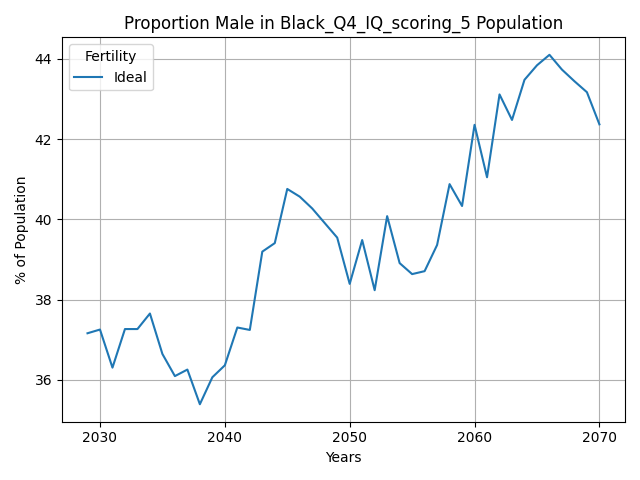 Proportion Male in Black_Q4_IQ_scoring_5 Population
Fertility
Ideal
% of Population
44
42
40
38
36
2030
2040
2050
2060
2070
Years